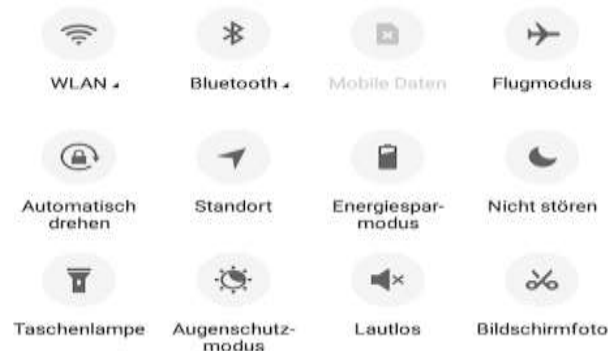 WLAN
Bluetooth
Mobile Daten
Flugmodus
Automatisch
drehen
Standort
Energiespar-
modus
Nicht stören
Taschenlampe
Augenschutz-
modus
Lautlos
Bildschirmfoto